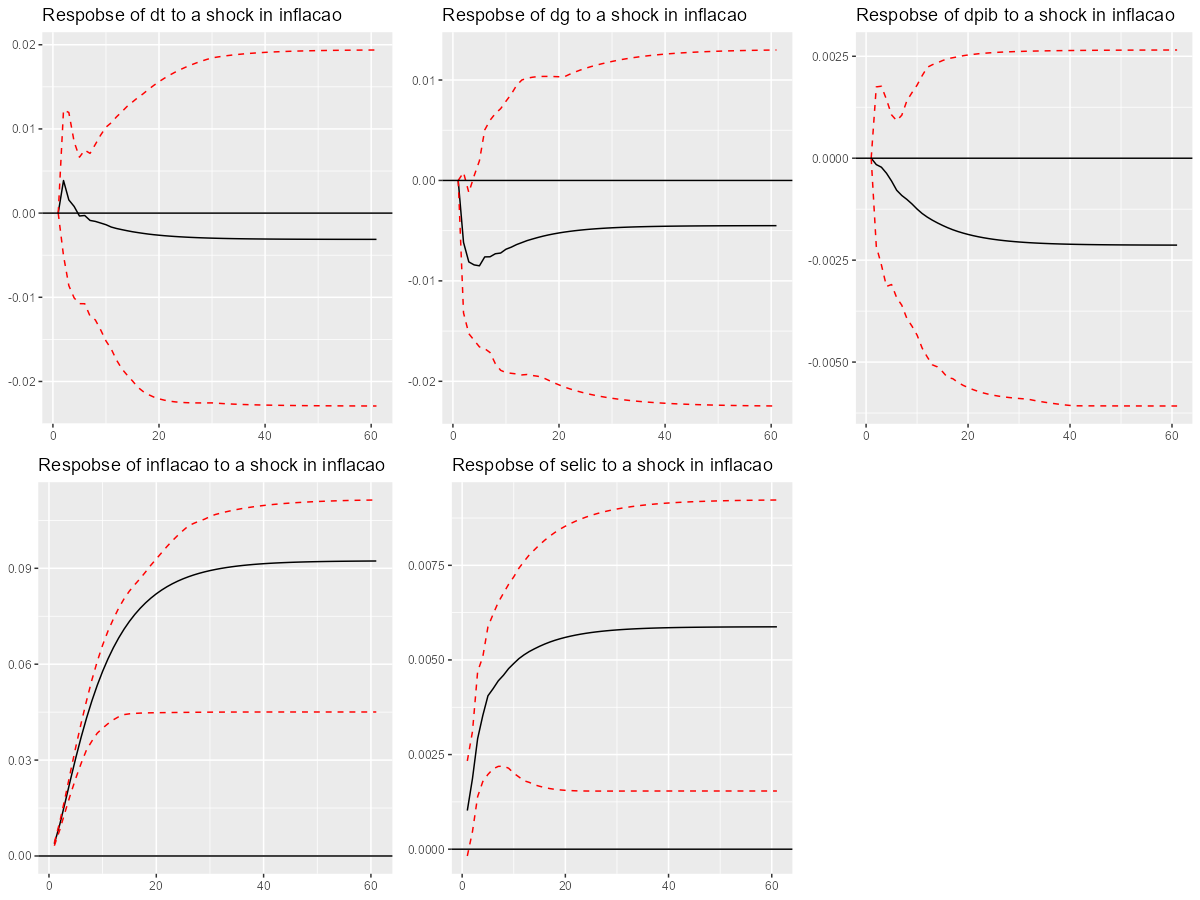 Respobse of dt to a shock in inflacao
0.02
0.01
0.00
-0.01
-0.02
0 20 40 60
Respobse of dg to a shock in inflacao
0.01
0.00
-0.01
-0.02
0 20 40 60
Respobse of dpib to a shock in inflacao
0.0025
0.0000
-0.0025
-0.0050
0 20 40 60
Respobse of inflacao to a shock in inflacao
0.09
0.06
0.03
0.00
0 20 40 60
Respobse of selic to a shock in inflacao
0.0075
0.0050
0.0025
0.0000
0 20 40 60